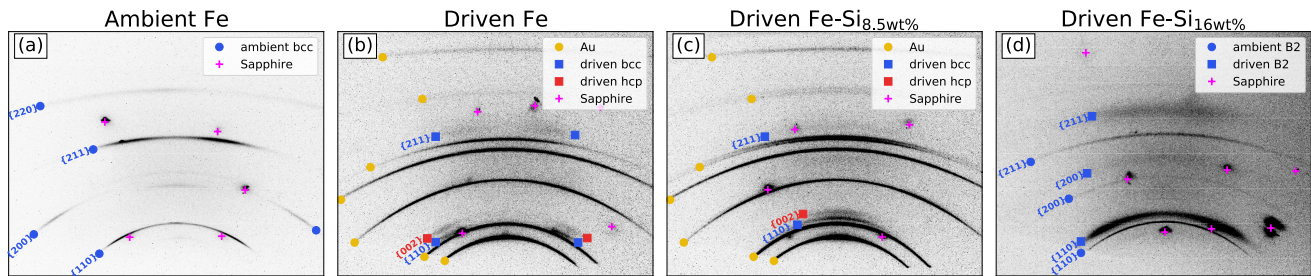 Ambient Fe
(a)
ambient bcc
Sapphire
{220}
{211}
{200}
{110}
Driven Fe
(b)
Au
driven bcc
driven hcp
Sapphire
{211}
{002}
{110}
Driven Fe-Si8.5wt%
(c)
Au
driven bcc
driven hcp
Sapphire
{211}
{002}
{110}
Driven Fe-Si16wt%
(d)
ambient B2
driven B2
Sapphire
{211}
{211}
{200}
{200}
{110}
{110}